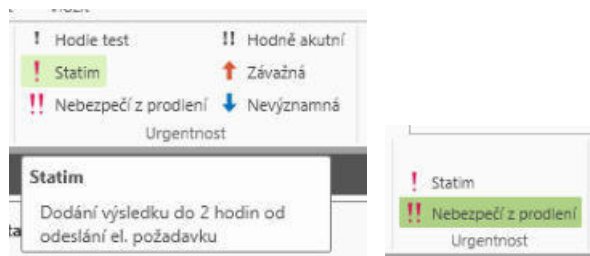 ! Hodie test !! Hodně akutní
! Statim Závažná
!! Nebezpečí z prodlení Nevýznamná
Urgentnost
Statim
Dodání výsledku do 2 hodin od
odeslání el. požadavku
! Statim
!! Nebezpečí z prodlení
Urgentnost